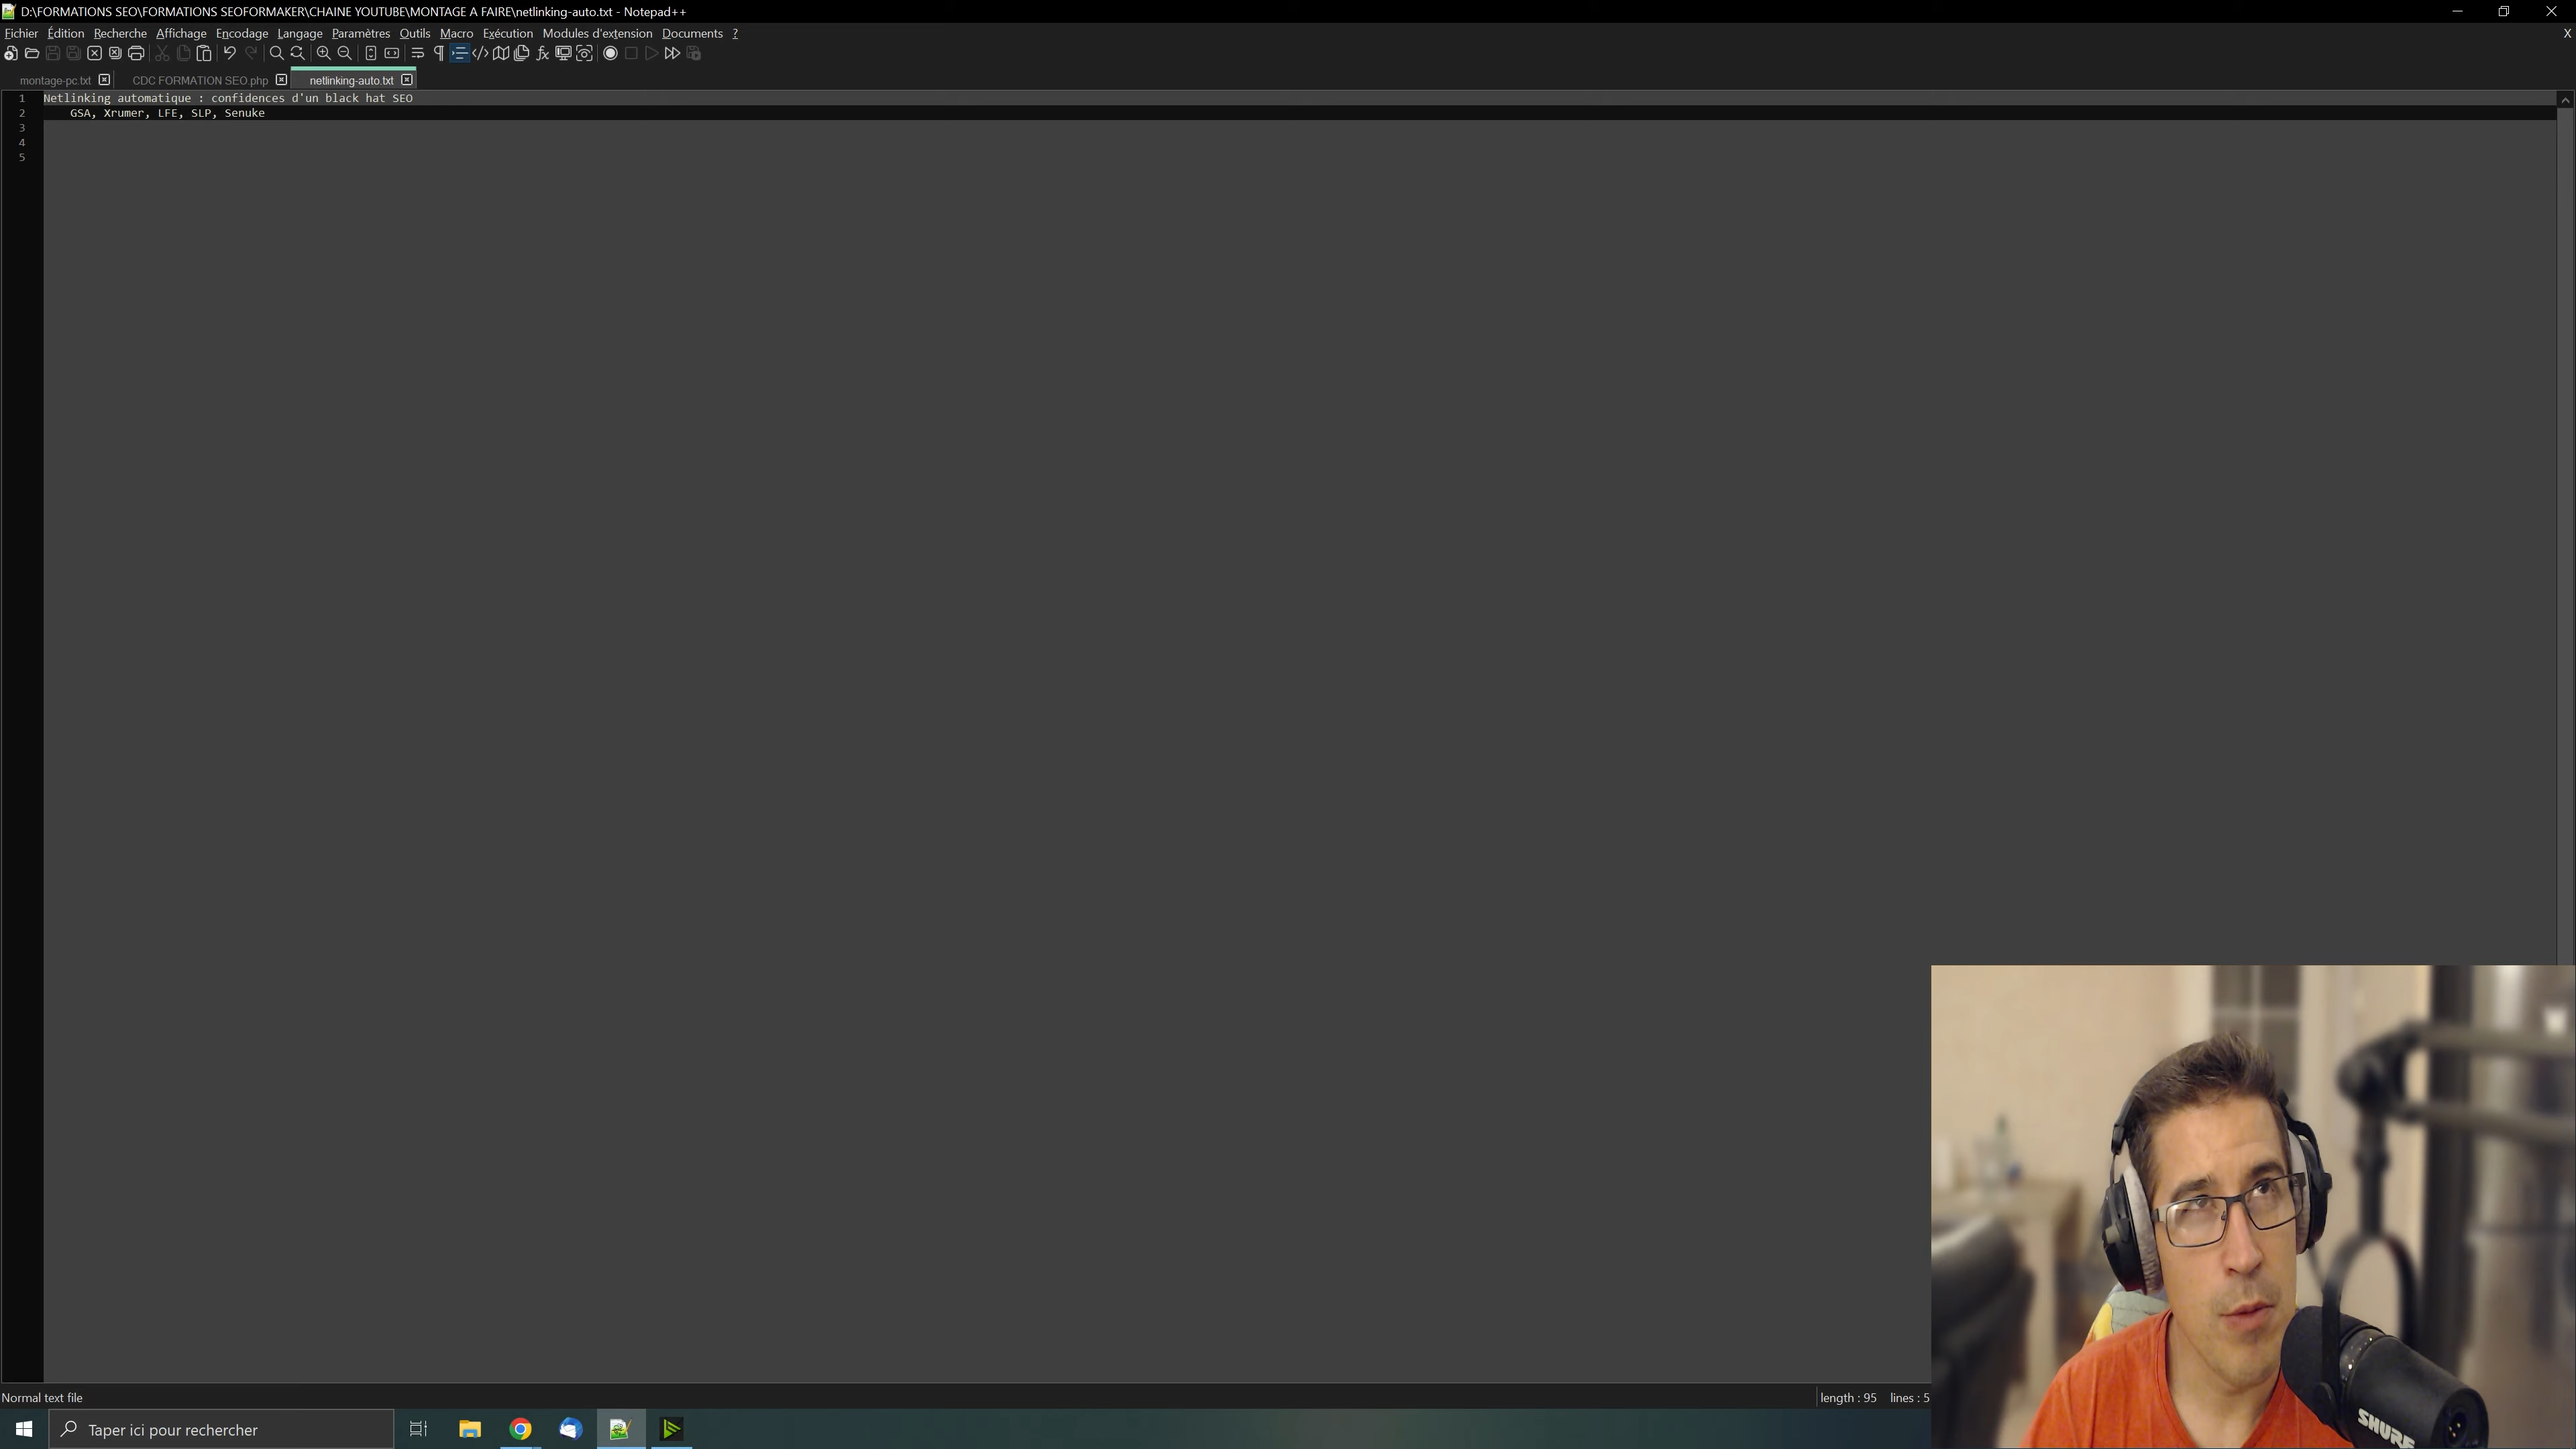 D:\FORMATIONS SEO\FORMATIONS SEOFORMAKER\CHAINE YOUTUBE\MONTAGE A FAIRE\netlinking-auto.txt - Notepad++
Fichier Édition Recherche Affichage Encodage Langage Paramètres Outils Macro Exécution Modules d'extension Documents ? X
montage-pc.txt CDC FORMATION SEO.php netlinking-auto.txt
1 Netlinking automatique : confidences d'un black hat SEO
2 GSA, Xrumer, LFE, SLP, Senuke
3
4
5
Normal text file length : 95 lines : 5
Taper ici pour rechercher
SHURE